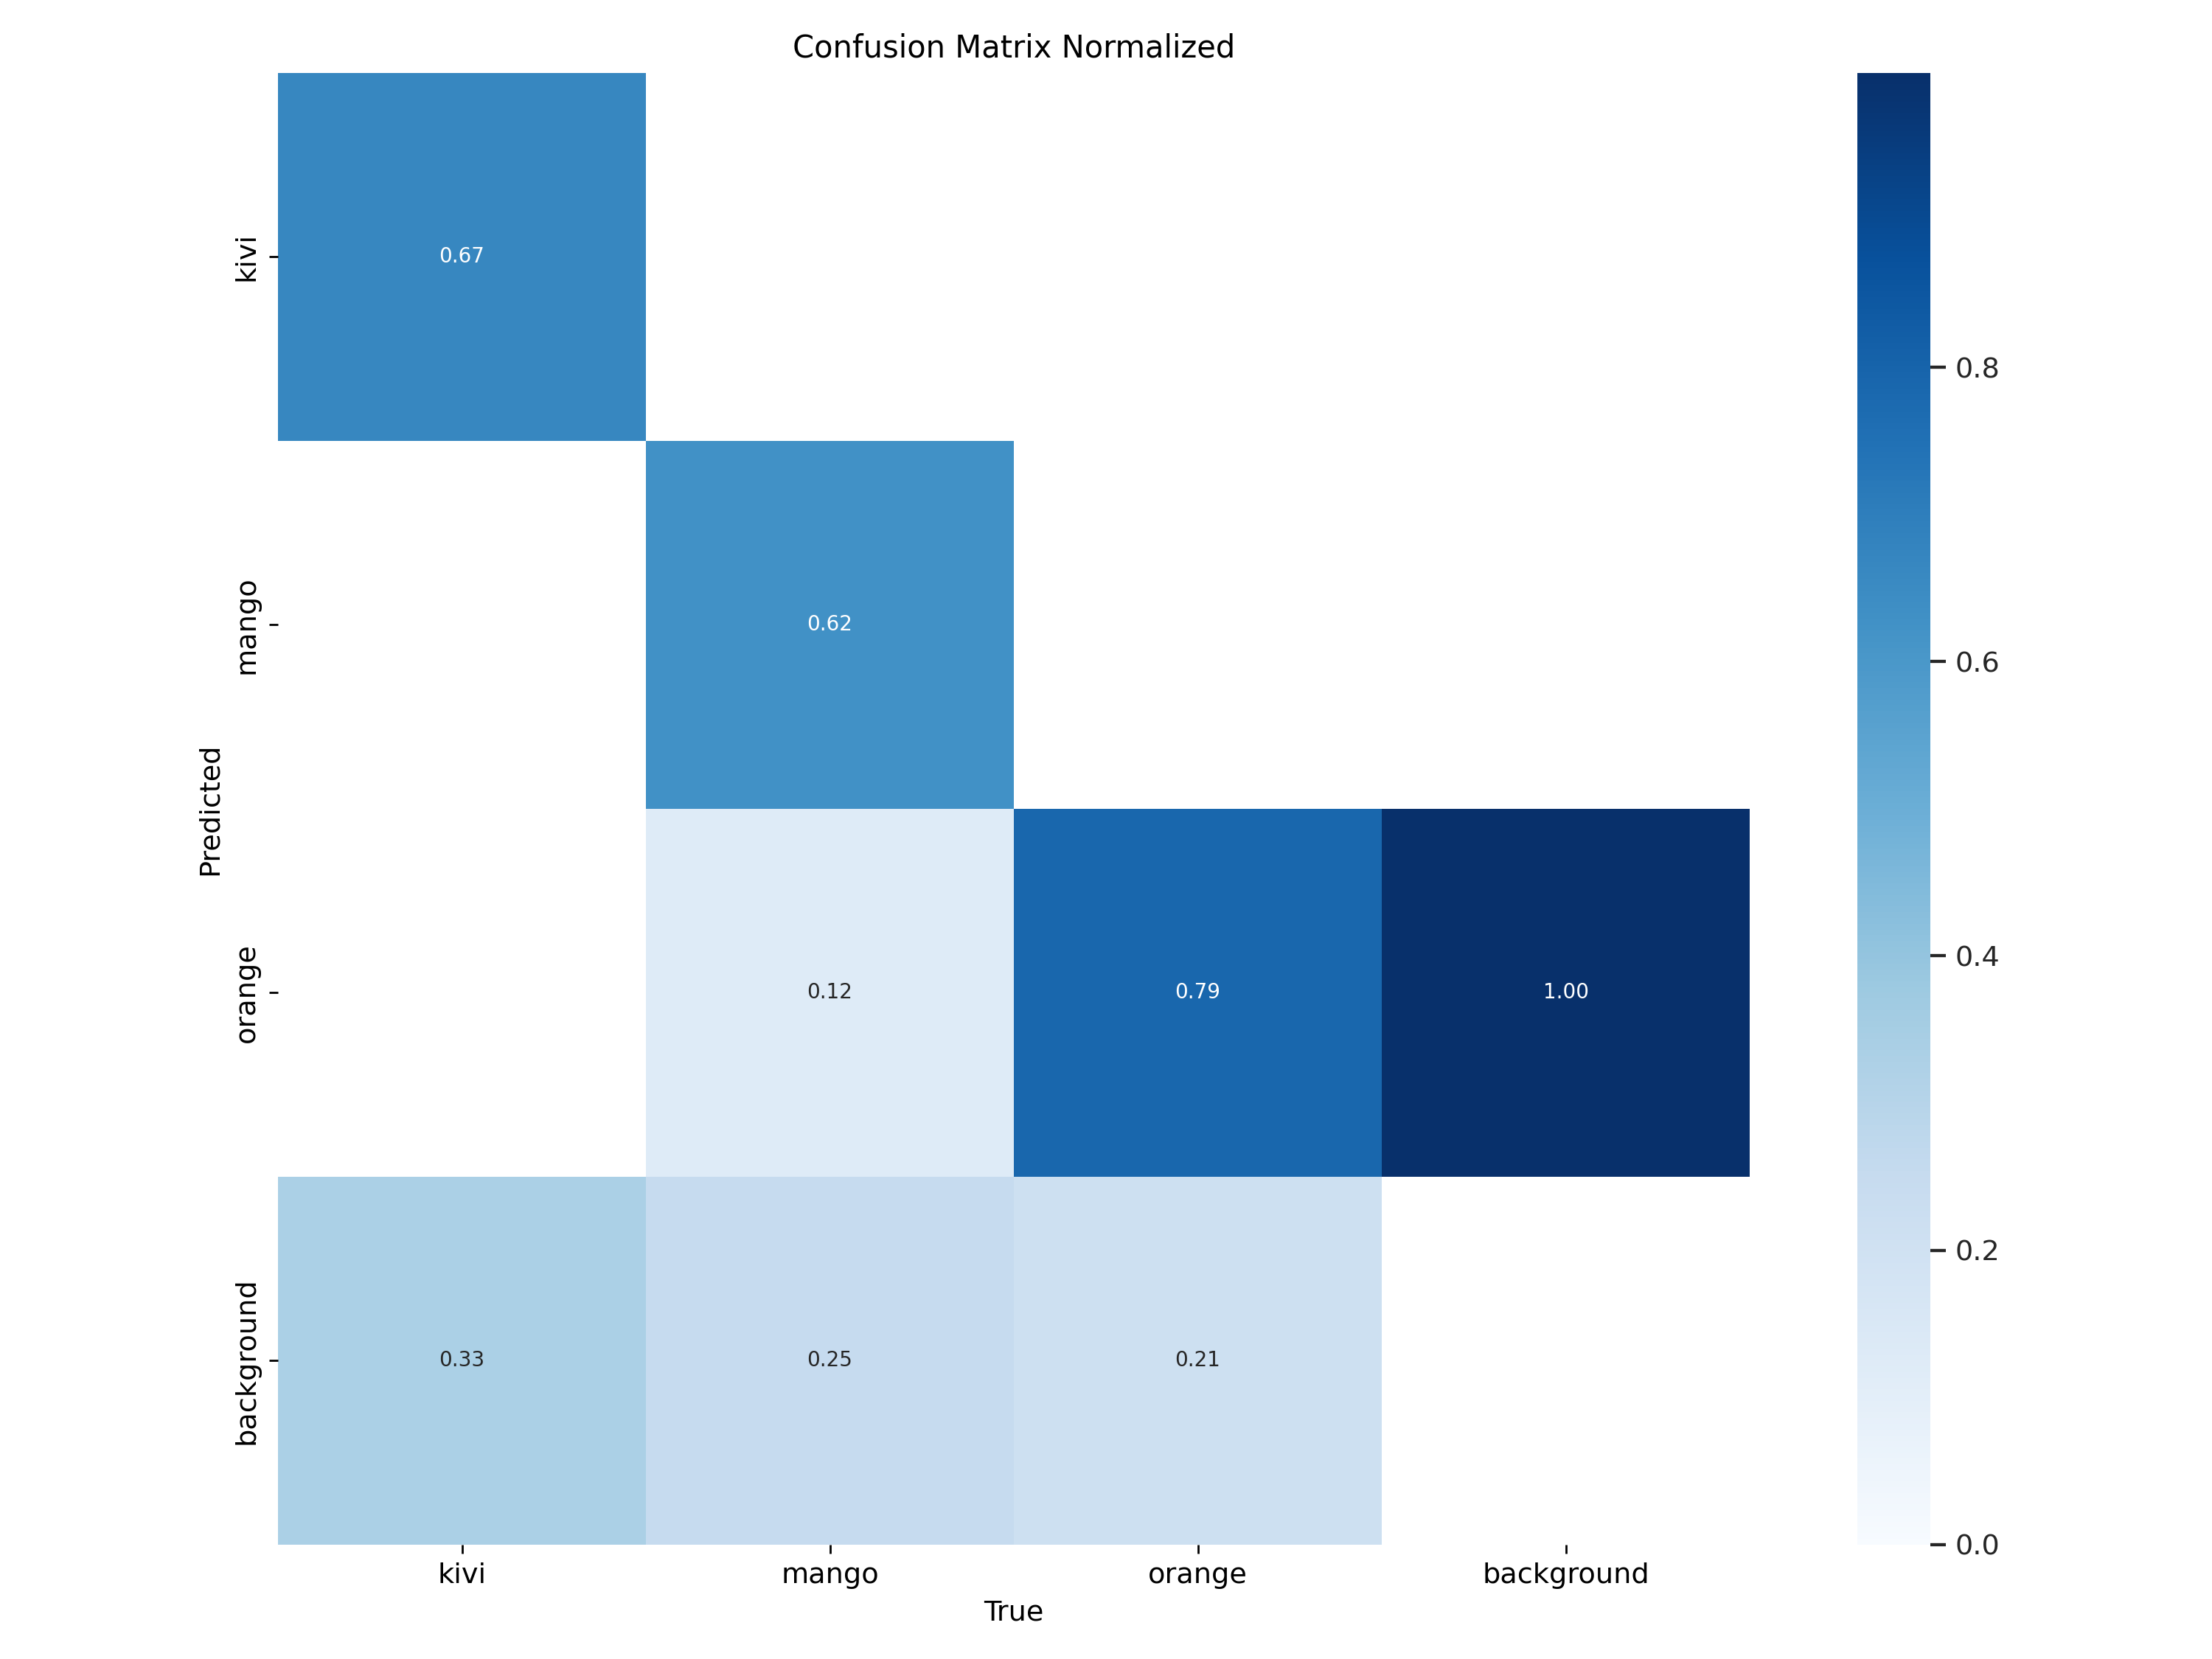 Confusion Matrix Normalized
kivi
0.67
mango
0.62
orange
0.12 0.79 1.00
background
0.33 0.25 0.21
Predicted
kivi mango orange background
True
0.8
0.6
0.4
0.2
0.0